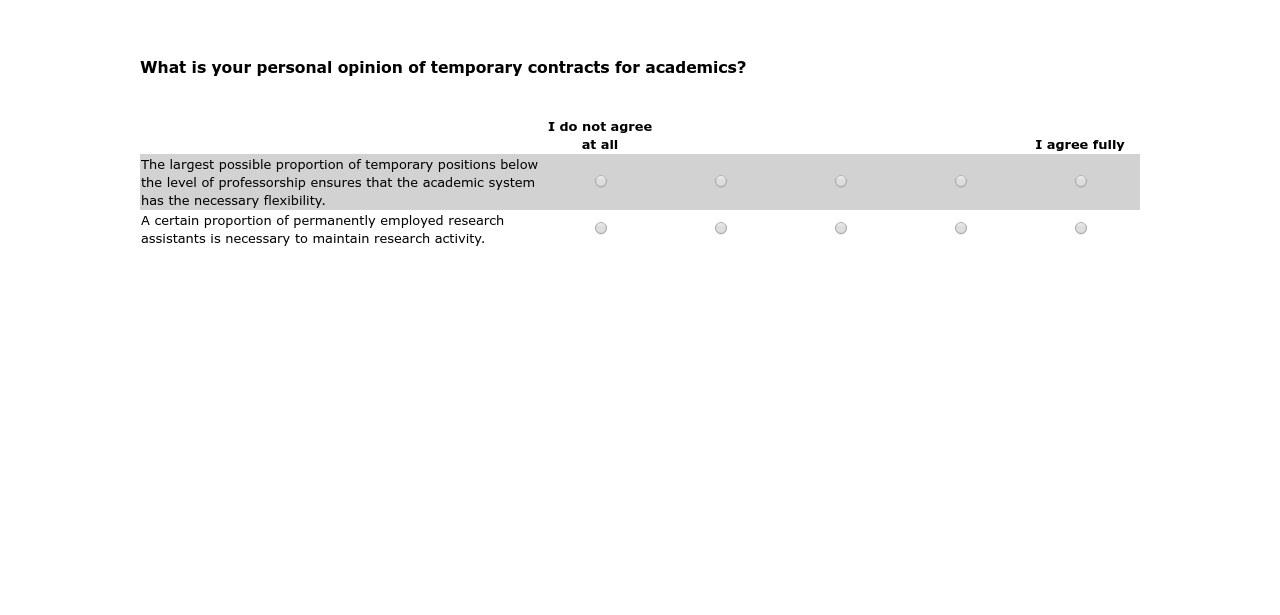 What is your personal opinion of temporary contracts for academics?
I do not agree
at all
I agree fully
The largest possible proportion of temporary positions below
the level of professorship ensures that the academic system
has the necessary flexibility.
A certain proportion of permanently employed research
assistants is necessary to maintain research activity.